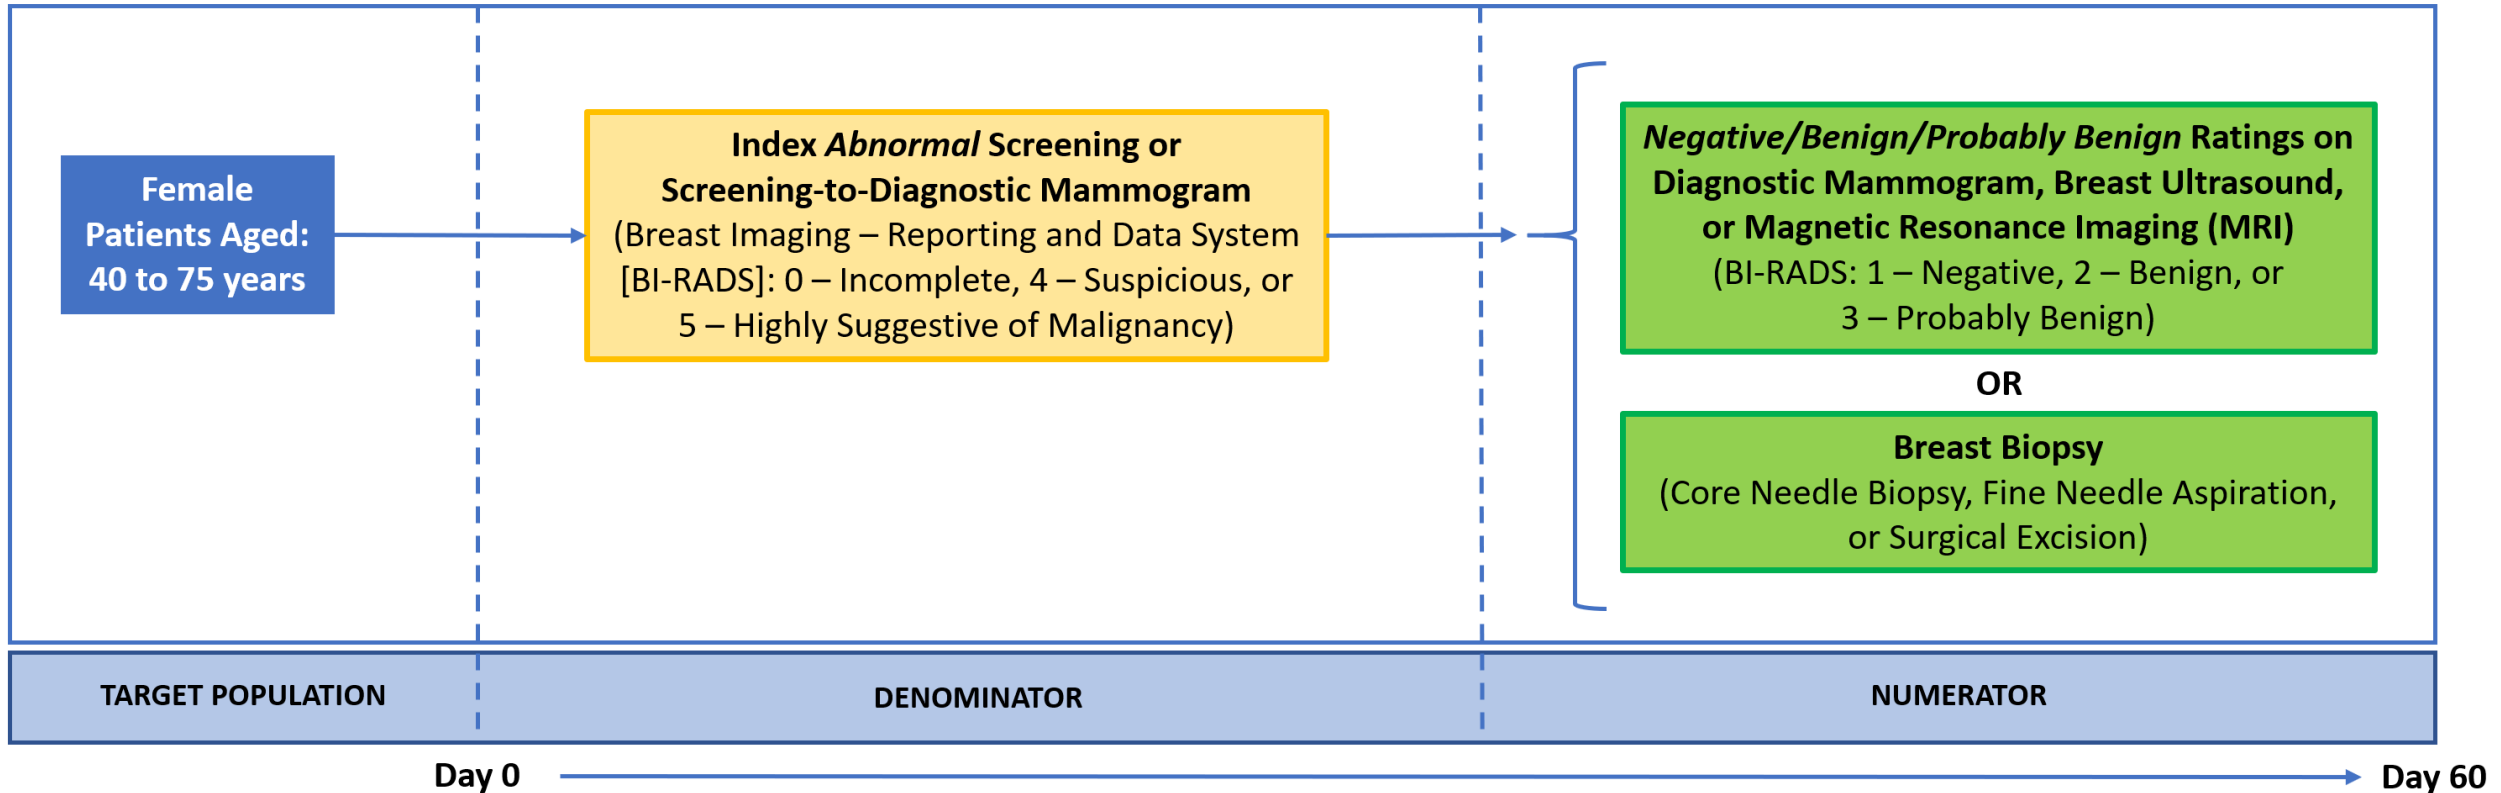 Female
Patients Aged:
40 to 75 years
Index Abnormal Screening or
Screening-to-Diagnostic Mammogram
(Breast Imaging – Reporting and Data System
[BI-RADS]: 0 – Incomplete, 4 – Suspicious, or
5 – Highly Suggestive of Malignancy)
Negative/Benign/Probably Benign Ratings on
Diagnostic Mammogram, Breast Ultrasound,
or Magnetic Resonance Imaging (MRI)
(BI-RADS: 1 – Negative, 2 – Benign, or
3 – Probably Benign)
OR
Breast Biopsy
(Core Needle Biopsy, Fine Needle Aspiration,
or Surgical Excision)
TARGET POPULATION
DENOMINATOR
NUMERATOR
Day 0
Day 60